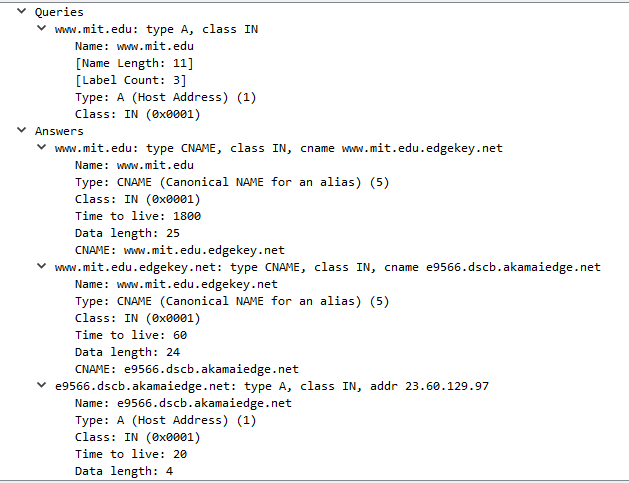 Queries
www.mit.edu: type A, class IN
Name: www.mit.edu
[Name Length: 11]
[Label Count: 3]
Type: A (Host Address) (1)
Class: IN (0x0001)
Answers
www.mit.edu: type CNAME, class IN, cname www.mit.edu.edgekey.net
Name: www.mit.edu
Type: CNAME (Canonical NAME for an alias) (5)
Class: IN (0x0001)
Time to live: 1800
Data length: 25
CNAME: www.mit.edu.edgekey.net
www.mit.edu.edgekey.net: type CNAME, class IN, cname e9566.dscb.akamaiedge.net
Name: www.mit.edu.edgekey.net
Type: CNAME (Canonical NAME for an alias) (5)
Class: IN (0x0001)
Time to live: 60
Data length: 24
CNAME: e9566.dscb.akamaiedge.net
e9566.dscb.akamaiedge.net: type A, class IN, addr 23.60.129.97
Name: e9566.dscb.akamaiedge.net
Type: A (Host Address) (1)
Class: IN (0x0001)
Time to live: 20
Data length: 4